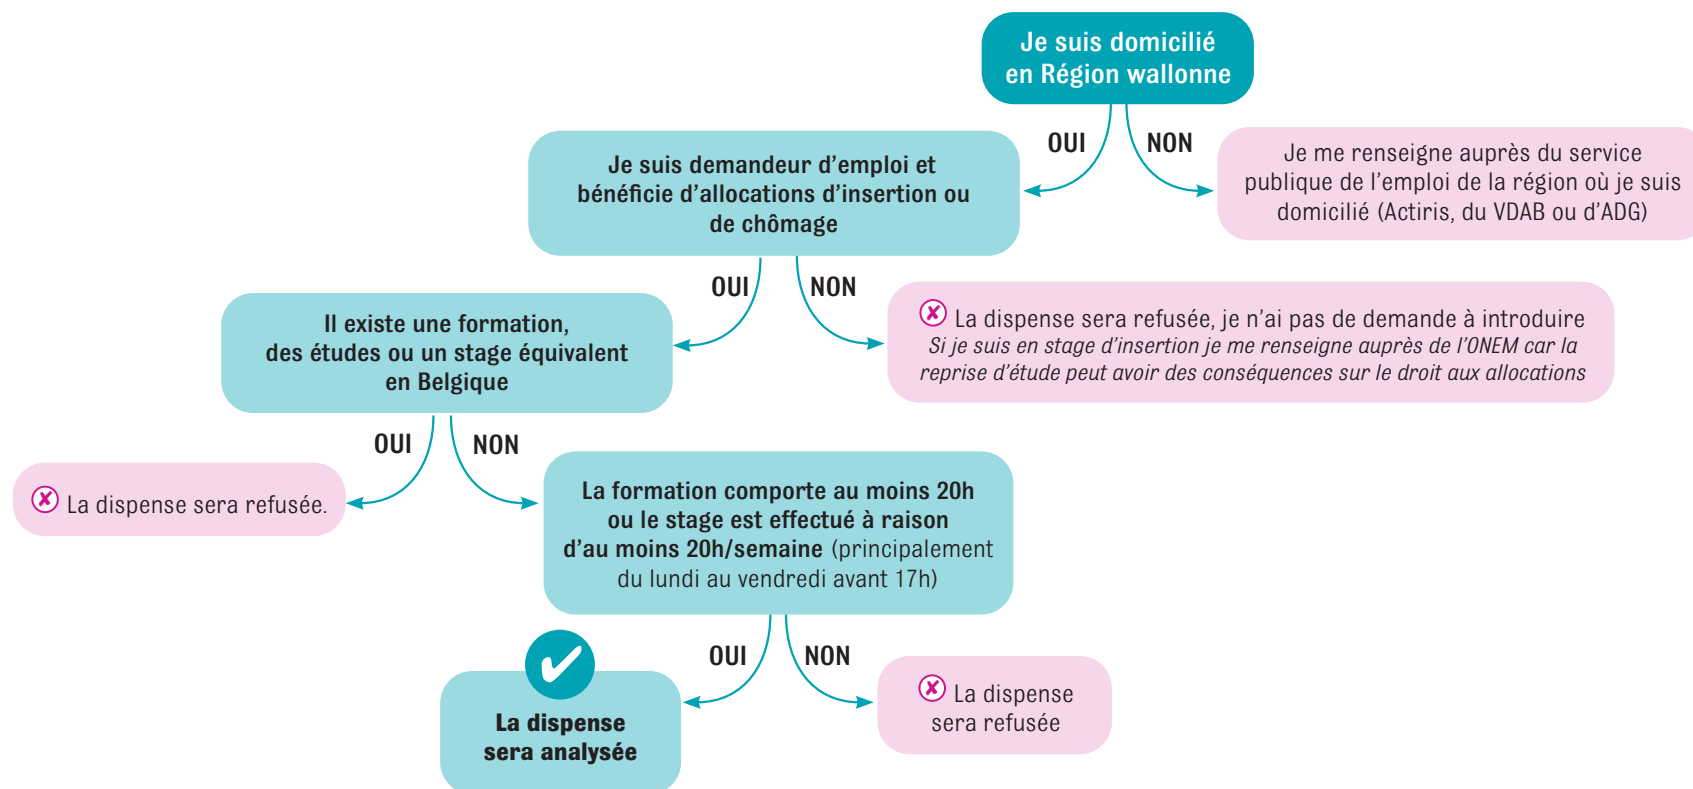 Je suis domicilié
en Région wallonne
OUI
NON
Je suis demandeur d’emploi et
bénéficie d’allocations d’insertion ou
de chômage
Je me renseigne auprès du service
publique de l’emploi de la région où je suis
domicilié (Actiris, du VDAB ou d’ADG)
OUI
NON
Il existe une formation,
des études ou un stage équivalent
en Belgique
La dispense sera refusée, je n’ai pas de demande à introduire
Si je suis en stage d’insertion je me renseigne auprès de l’ONEM car la
reprise d’étude peut avoir des conséquences sur le droit aux allocations
OUI
NON
La dispense sera refusée.
La formation comporte au moins 20h
ou le stage est effectué à raison
d’au moins 20h/semaine (principalement
du lundi au vendredi avant 17h)
OUI
NON
La dispense
sera analysée
La dispense
sera refusée